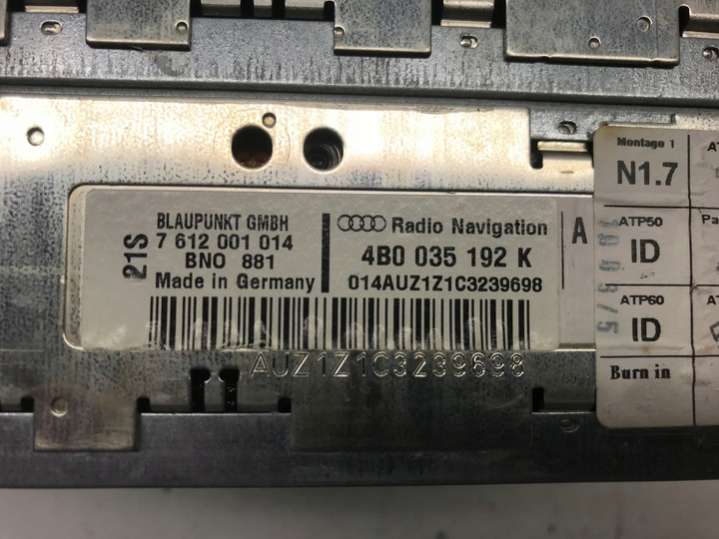 21S
BLAUPUNKT GMBH
7 612 001 014
BNO 881
Made in Germany
Radio Navigation
4B0 035 192 K
014AUZ1Z1C3239698
A
AUZ1Z1C3239698
Montage 1
N1.7
ATP50
ID
ATP60
ID
Burn in